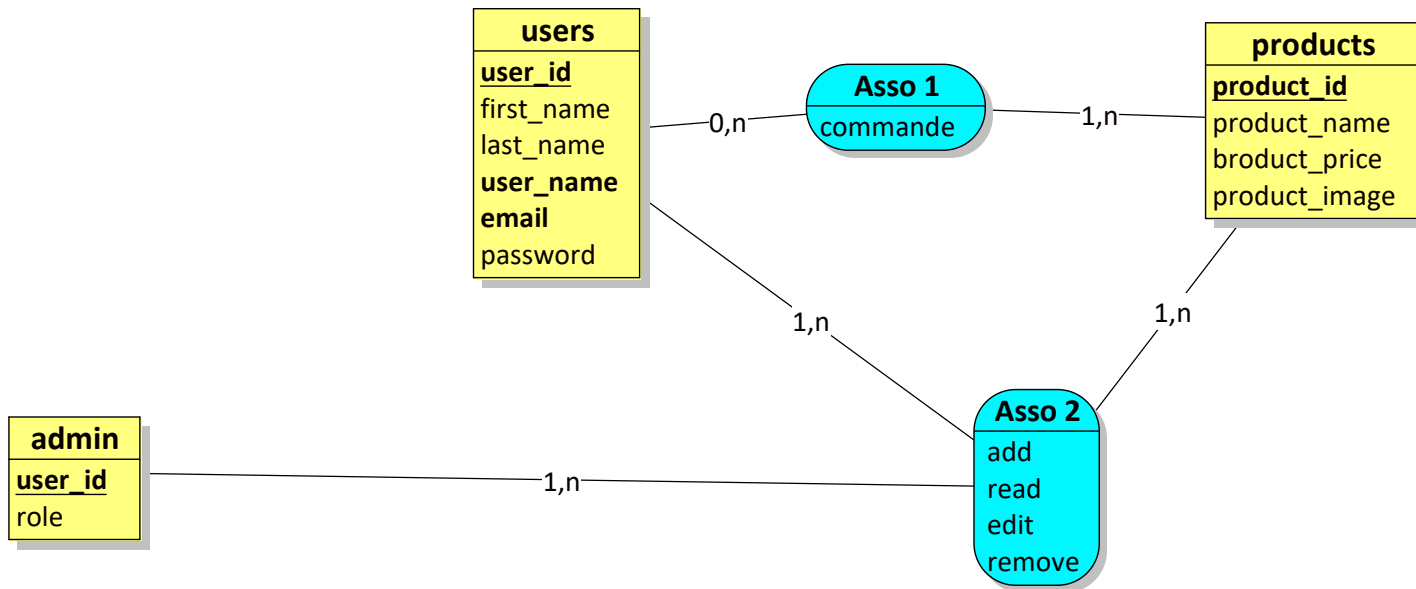 users
user_id
first_name
last_name
user_name
email
password
0,n
Asso 1
commande
1,n
products
product_id
product_name
broduct_price
product_image
1,n
1,n
admin
user_id
role
1,n
Asso 2
add
read
edit
remove